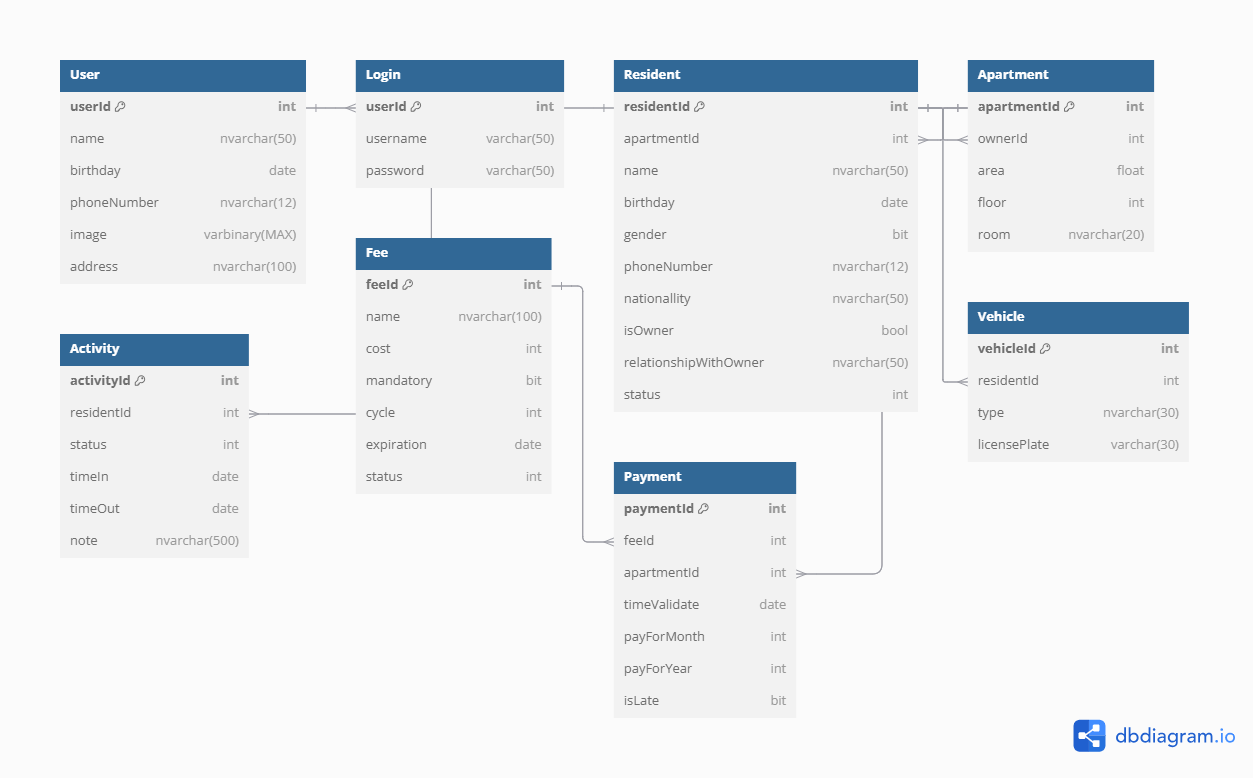 User
userId int
name nvarchar(50)
birthday date
phoneNumber nvarchar(12)
image varbinary(MAX)
address nvarchar(100)
Login
userId int
username varchar(50)
password varchar(50)
Resident
residentId int
apartmentId int
name nvarchar(50)
birthday date
gender bit
phoneNumber nvarchar(12)
nationallity nvarchar(50)
isOwner bool
relationshipWithOwner nvarchar(50)
status int
Apartment
apartmentId int
ownerId int
area float
floor int
room nvarchar(20)
Fee
feeId int
name nvarchar(100)
cost int
mandatory bit
cycle int
expiration date
status int
Vehicle
vehicleId int
residentId int
type nvarchar(30)
licensePlate varchar(30)
Activity
activityId int
residentId int
status int
timeIn date
timeOut date
note nvarchar(500)
Payment
paymentId int
feeId int
apartmentId int
timeValidate date
payForMonth int
payForYear int
isLate bit
dbdiagram.io